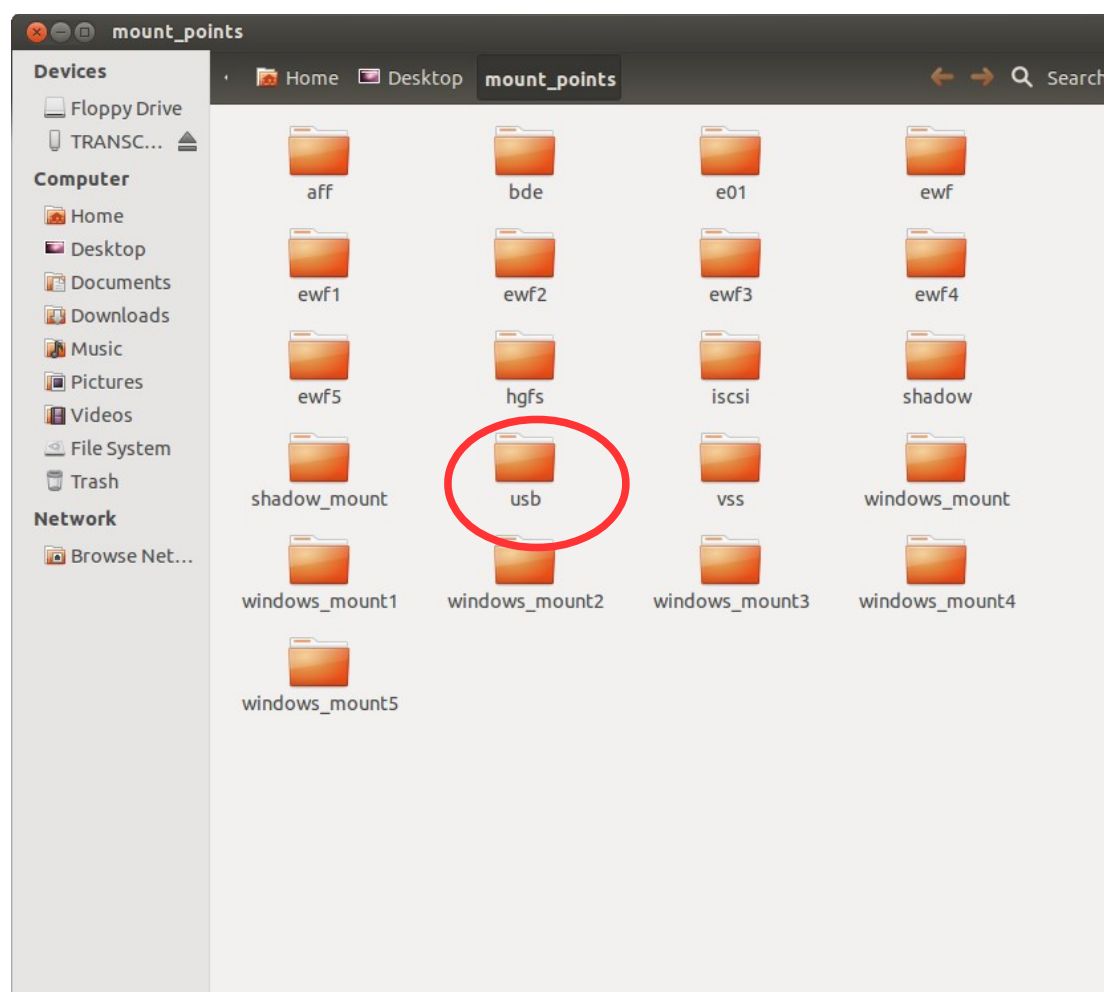 mount_points
Devices
Floppy Drive
TRANSC...
Computer
Home
Desktop
Documents
Downloads
Music
Pictures
Videos
File System
Trash
Network
Browse Net...
Home Desktop mount_points Search
aff bde e01 ewf
ewf1 ewf2 ewf3 ewf4
ewf5 hgfs iscsi shadow
shadow_mount usb vss windows_mount
windows_mount1 windows_mount2 windows_mount3 windows_mount4
windows_mount5